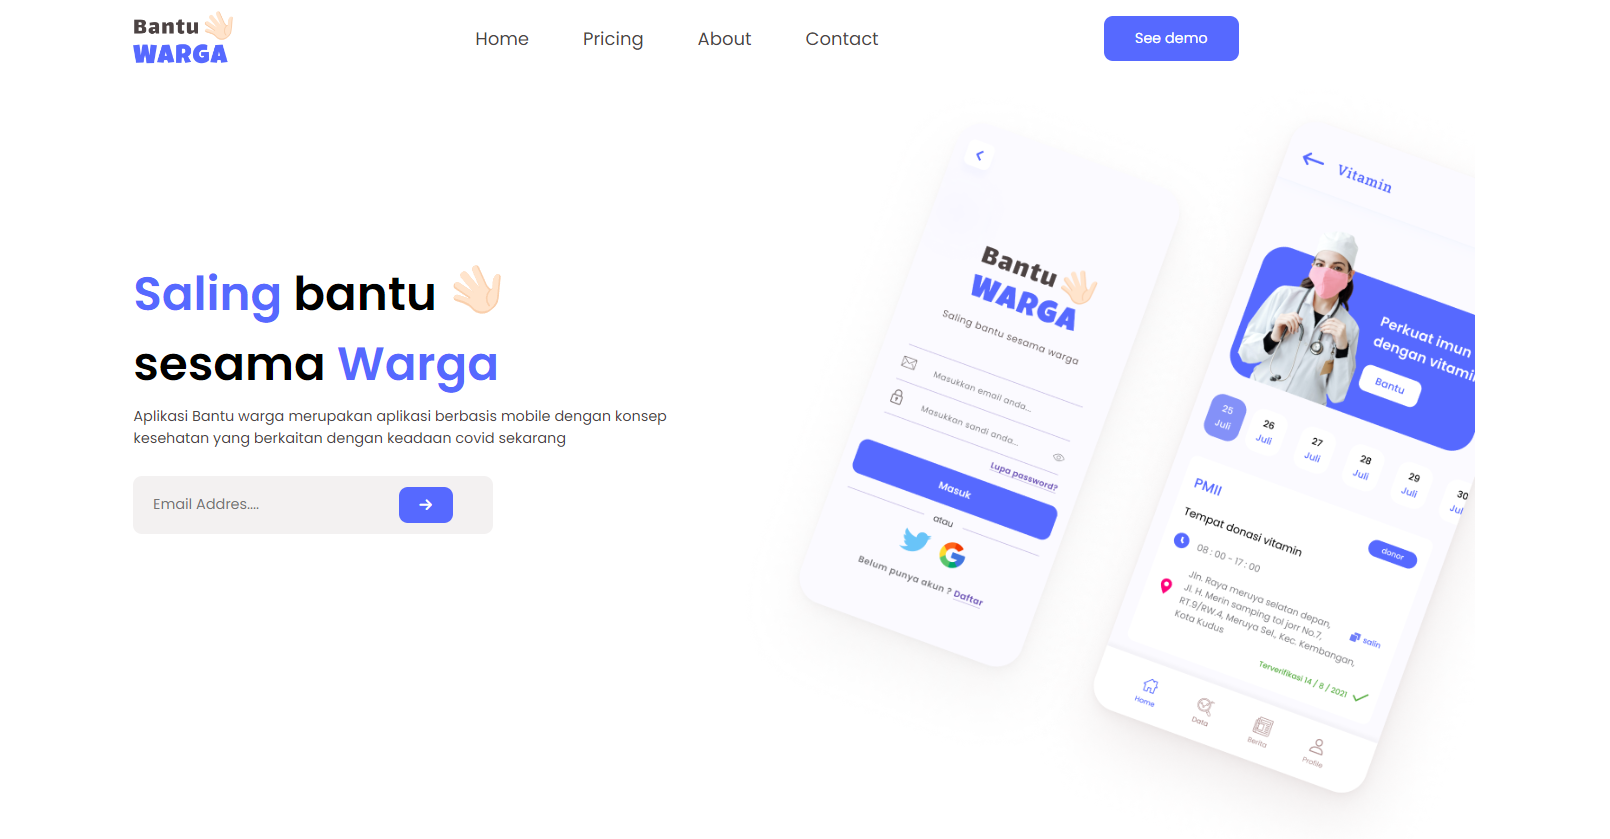 Bantu
WARGA
Home
Pricing
About
Contact
See demo
Saling bantu
sesama Warga
Aplikasi Bantu warga merupakan aplikasi berbasis mobile dengan konsep
kesehatan yang berkaitan dengan keadaan covid sekarang
Email Addres....
Bantu
WARGA
Saling bantu sesama warga
Masukkan email anda...
Masukkan sandi anda...
Lupa password?
Masuk
atau
Belum punya akun ? Daftar
Vitamin
Perkuat imun
dengan vitamin
Bantu
25
Juli
26
Juli
27
Juli
28
Juli
29
Juli
30
Jul
PMII
Tempat donasi vitamin
donor
08 : 00 - 17 : 00
Jln. Raya meruya selatan depan,
Jl. H. Merin samping tol jorr No.7,
RT.9/RW.4, Meruya Sel., Kec. Kembangan,
Kota Kudus
salin
Terverifikasi 14 / 8 / 2021
Home
Data
Berita
Profile